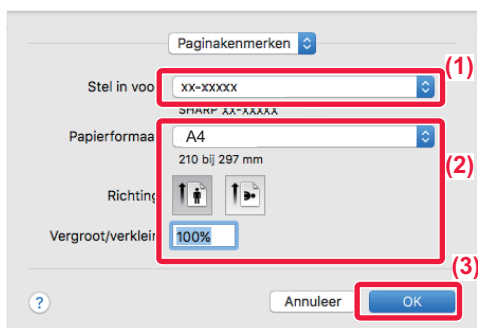 Paginakenmerken
(1)
Stel in voo xx-xxxxx
SHARP xx-xxxxx
Papierformaa A4
210 bij 297 mm
(2)
Richting
Vergroot/verklein 100%
(3)
? Annuleer OK